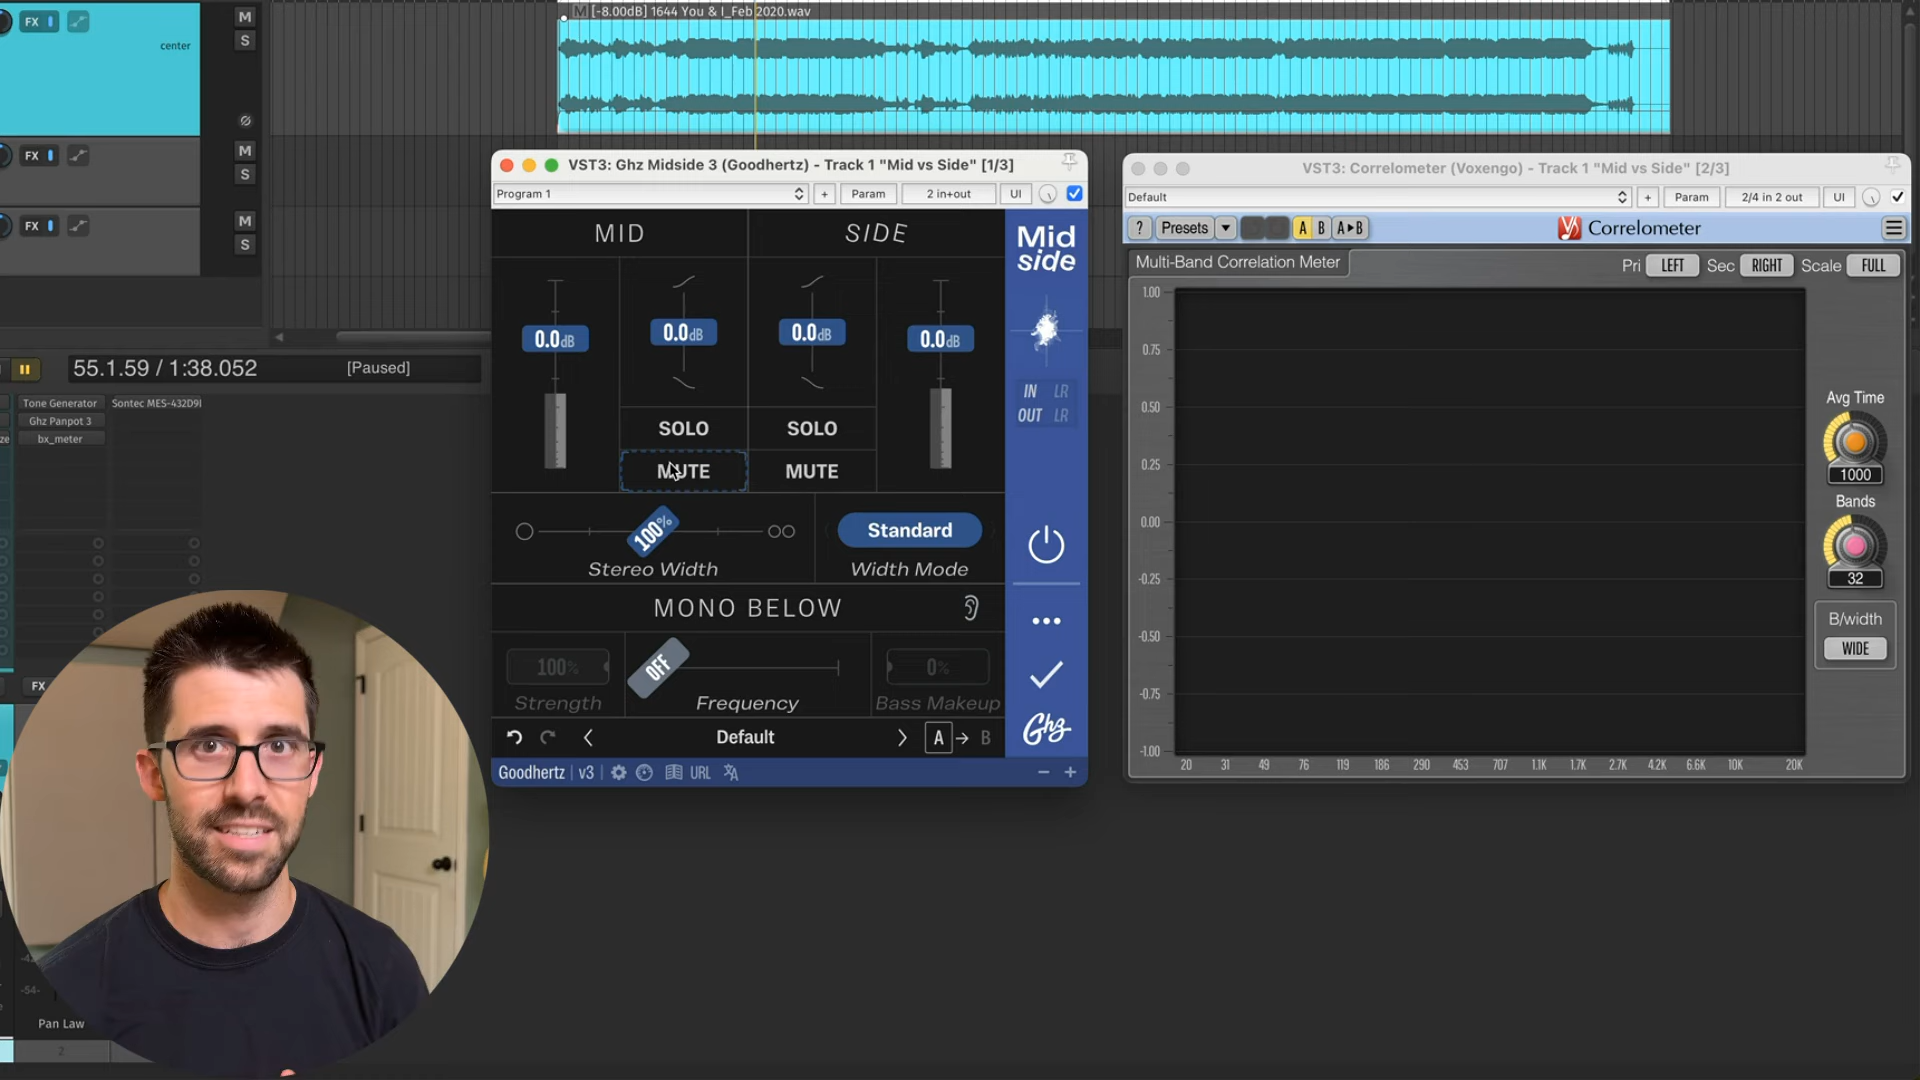 FX
M
[-8.00dB] 1644 You & I_Feb 2020.wav
M
center
S
FX
M
S
FX
M
S
55.1.59 / 1:38.052
[Paused]
Tone Generator
Sontec MES-432D9
Ghz Panpot 3
bx_meter
FX
-54-
Pan Law
2
VST3: Ghz Midside 3 (Goodhertz) - Track 1 "Mid vs Side" [1/3]
Program 1
+
Param
2 in+out
UI
MID
SIDE
Mid
side
0.0dB
0.0dB
0.0dB
0.0dB
IN LR
OUT LR
SOLO
SOLO
MUTE
MUTE
100%
Standard
Stereo Width
Width Mode
MONO BELOW
100%
OFF
0%
Strength
Frequency
Bass Makeup
Default
A → B
Ghz
Goodhertz | v3
URL
− +
VST3: Correlometer (Voxengo) - Track 1 "Mid vs Side" [2/3]
Default
+
Param
2/4 in 2 out
UI
?
Presets
A
B
A▸B
Correlometer
Multi-Band Correlation Meter
Pri LEFT Sec RIGHT Scale FULL
1.00
0.75
0.50
0.25
0.00
-0.25
-0.50
-0.75
-1.00
20 31 49 76 119 186 290 453 707 1.1K 1.7K 2.7K 4.2K 6.6K 10K 20K
Avg Time
1000
Bands
32
B/width
WIDE